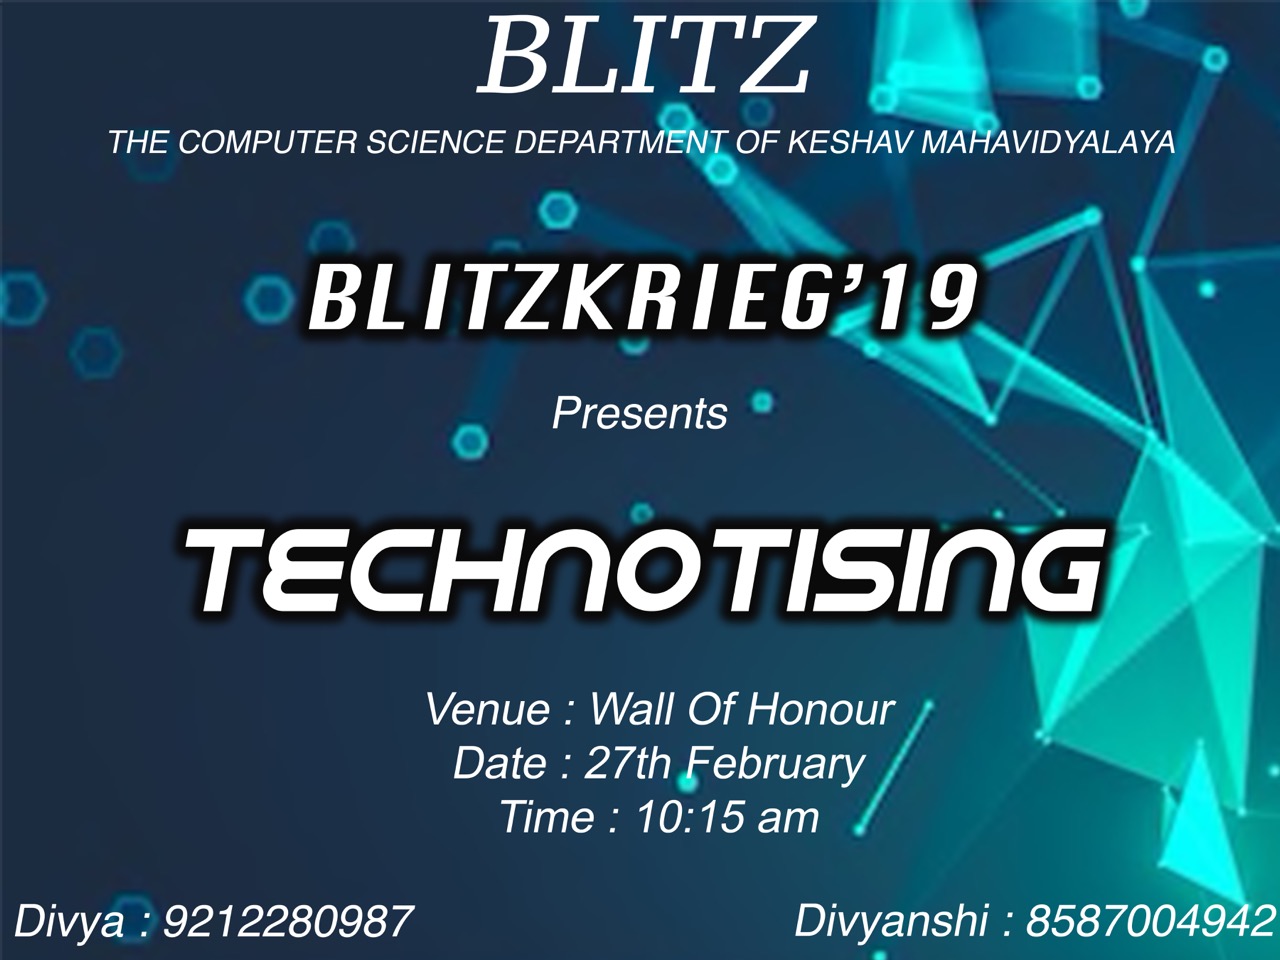 BLITZ
THE COMPUTER SCIENCE DEPARTMENT OF KESHAV MAHAVIDYALAYA
BLITZKRIEG'19
Presents
TECHNOTISING
Venue : Wall Of Honour
Date : 27th February
Time : 10:15 am
Divya : 9212280987
Divyanshi : 8587004942